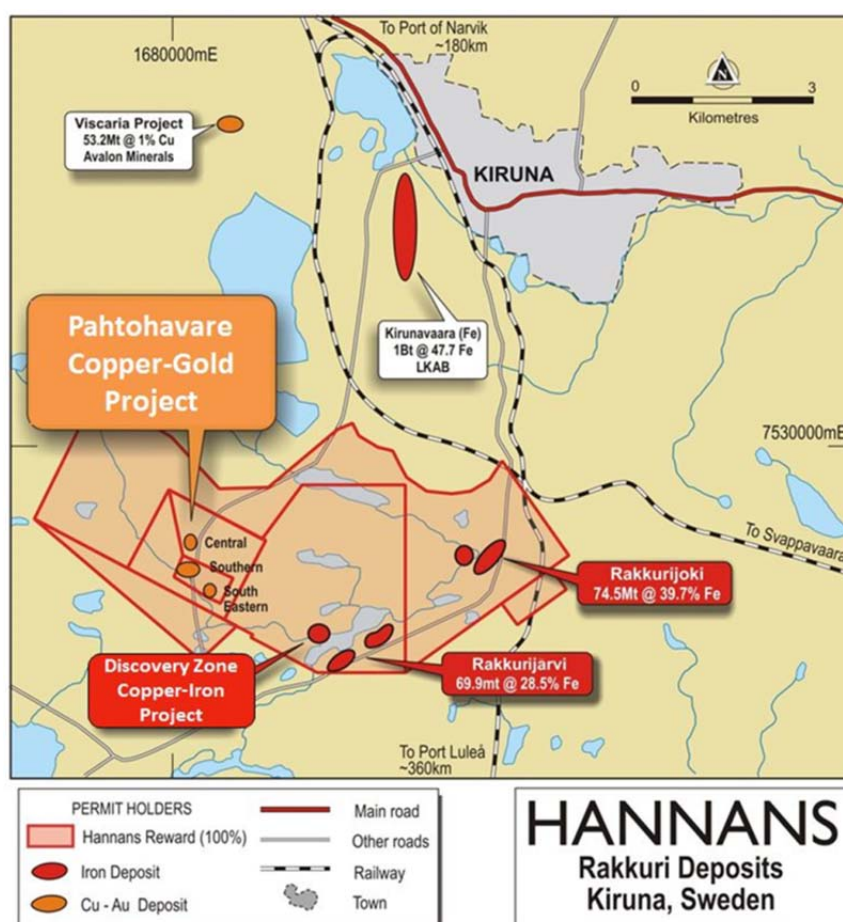 To Port of Narvik
~180km
1680000mE
N
0 3
Kilometres
Viscaria Project
53.2Mt @ 1% Cu
Avalon Minerals
KIRUNA
Kirunavaara (Fe)
1Bt @ 47.7 Fe
LKAB
Pahtohavare
Copper-Gold
Project
7530000mE
To Svappavaara
Central
Southern
South
Eastern
Rakkurijoki
74.5Mt @ 39.7% Fe
Discovery Zone
Copper-Iron
Project
Rakkurijarvi
69.9mt @ 28.5% Fe
To Port Luleå
~360km
PERMIT HOLDERS
Hannans Reward (100%)
Iron Deposit
Cu - Au Deposit
Main road
Other roads
Railway
Town
HANNANS
Rakkuri Deposits
Kiruna, Sweden